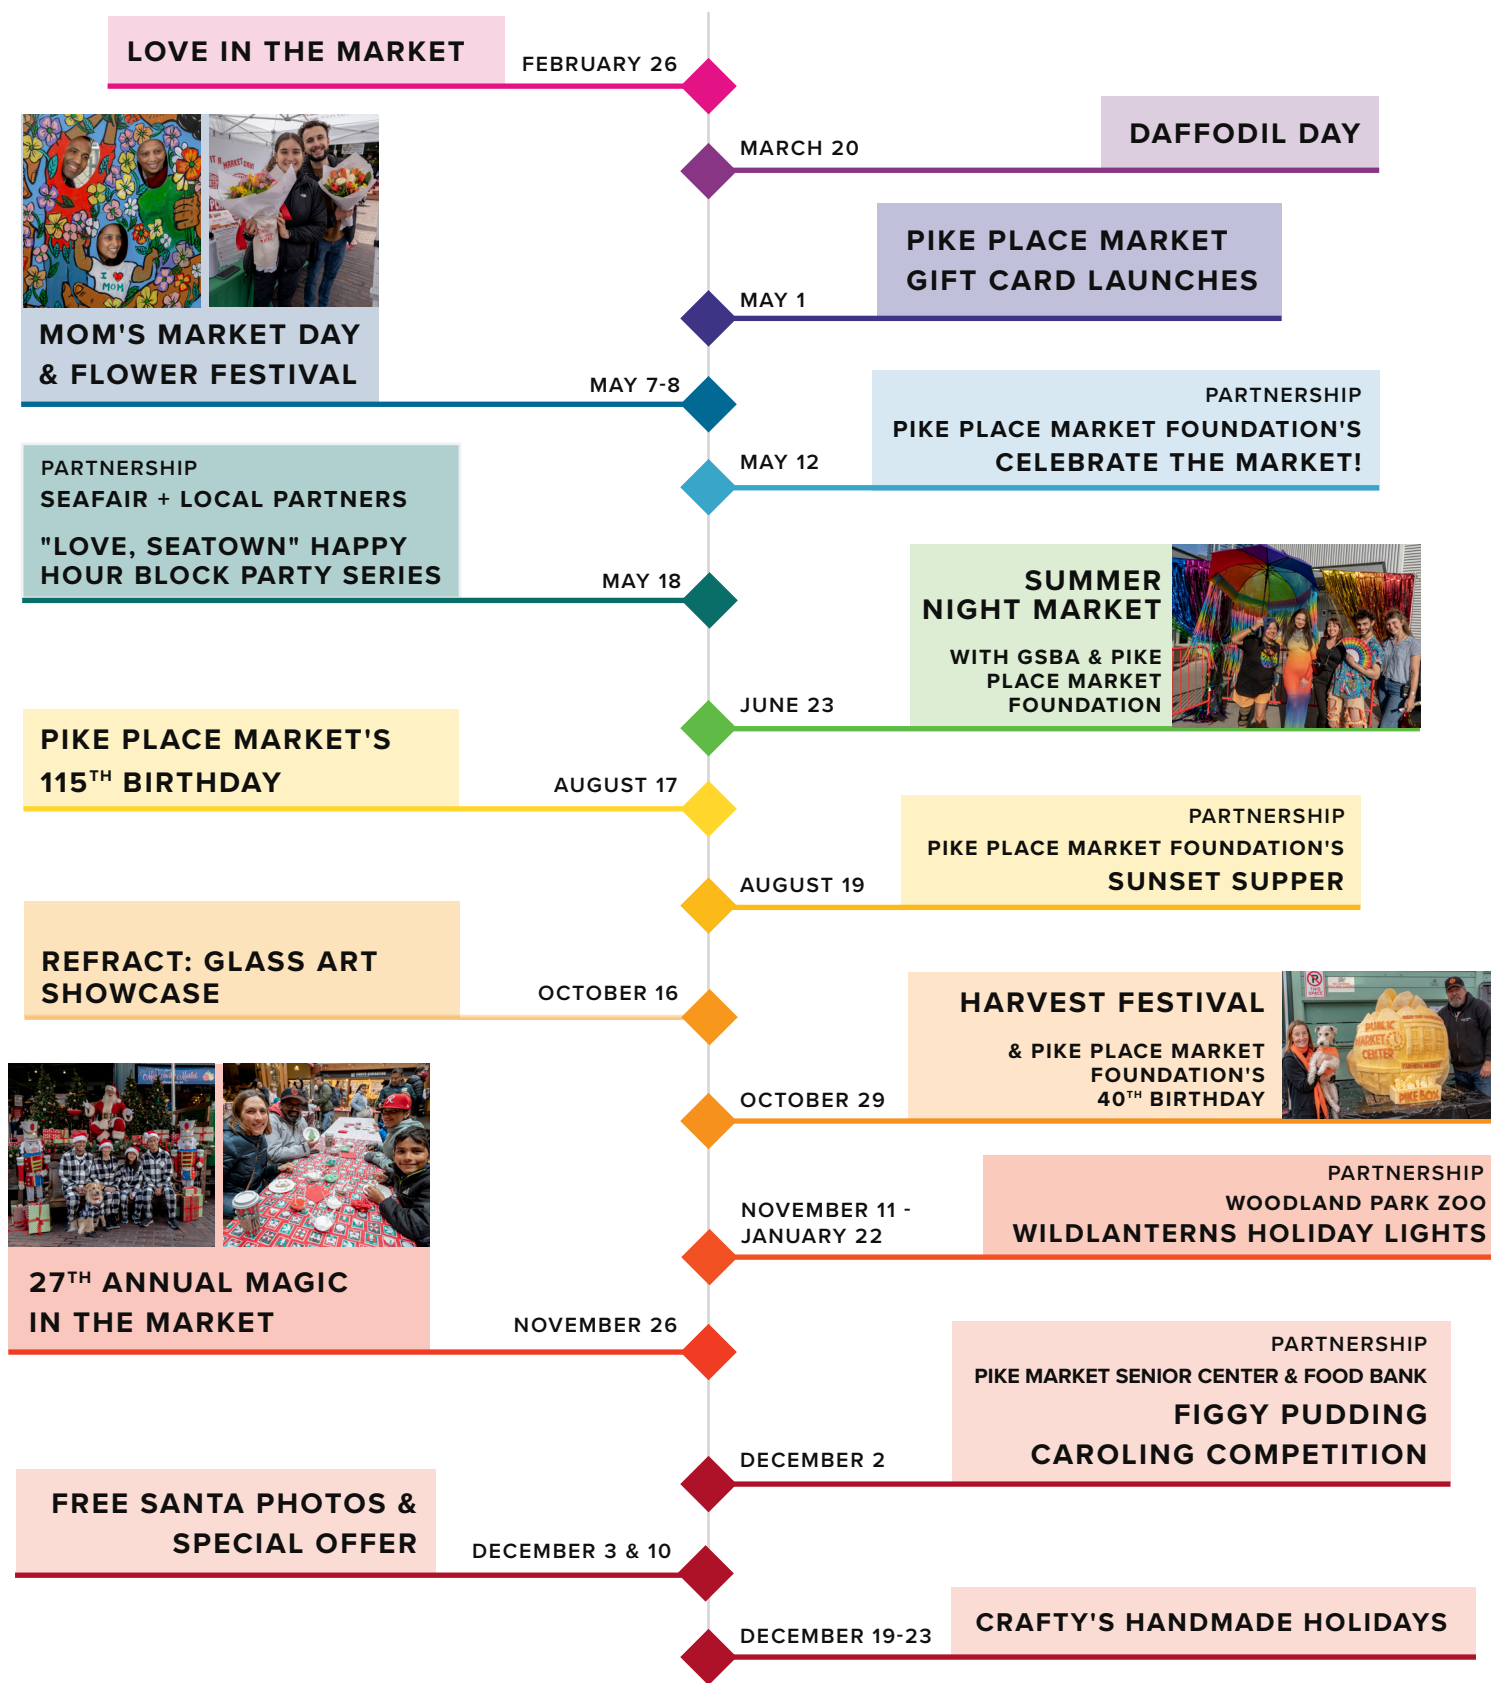 LOVE IN THE MARKET
FEBRUARY 26
MARCH 20
DAFFODIL DAY
PIKE PLACE MARKET
GIFT CARD LAUNCHES
MAY 1
I ♥
MOM
MOM'S MARKET DAY
& FLOWER FESTIVAL
MAY 7-8
PARTNERSHIP
PIKE PLACE MARKET FOUNDATION'S
CELEBRATE THE MARKET!
MAY 12
PARTNERSHIP
SEAFAIR + LOCAL PARTNERS
"LOVE, SEATOWN" HAPPY
HOUR BLOCK PARTY SERIES
MAY 18
SUMMER
NIGHT MARKET
WITH GSBA & PIKE
PLACE MARKET
FOUNDATION
JUNE 23
PIKE PLACE MARKET'S
115TH BIRTHDAY
AUGUST 17
PARTNERSHIP
PIKE PLACE MARKET FOUNDATION'S
SUNSET SUPPER
AUGUST 19
REFRACT: GLASS ART
SHOWCASE
OCTOBER 16
HARVEST FESTIVAL
& PIKE PLACE MARKET
FOUNDATION'S
40TH BIRTHDAY
OCTOBER 29
PUBLIC
MARKET
CENTER
PIKE BOX
PARTNERSHIP
WOODLAND PARK ZOO
WILDLANTERNS HOLIDAY LIGHTS
NOVEMBER 11 -
JANUARY 22
27TH ANNUAL MAGIC
IN THE MARKET
NOVEMBER 26
PARTNERSHIP
PIKE MARKET SENIOR CENTER & FOOD BANK
FIGGY PUDDING
CAROLING COMPETITION
DECEMBER 2
FREE SANTA PHOTOS &
SPECIAL OFFER
DECEMBER 3 & 10
CRAFTY'S HANDMADE HOLIDAYS
DECEMBER 19-23